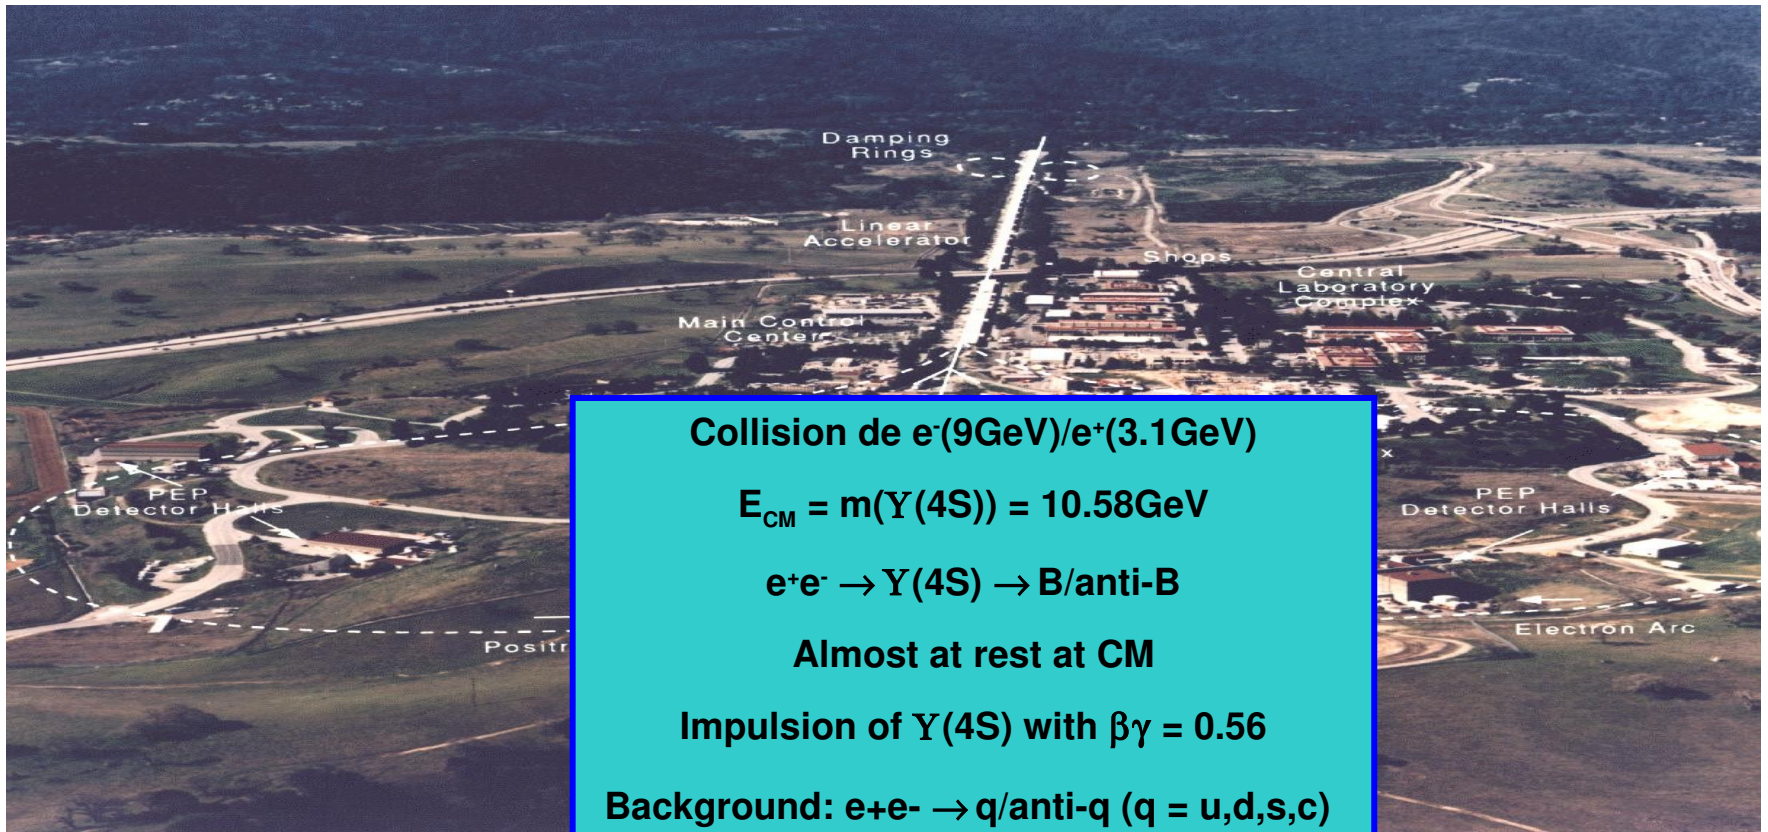 Damping
Rings
Linear
Accelerator
Shops
Central
Laboratory
Complex
Main Control
Center
Collision de e⁻(9GeV)/e⁺(3.1GeV)
E_CM = m(Υ(4S)) = 10.58GeV
e⁺e⁻ → Υ(4S) → B/anti-B
Almost at rest at CM
Impulsion of Υ(4S) with βγ = 0.56
Background: e+e- → q/anti-q (q = u,d,s,c)
PEP
Detector Halls
x
PEP
Detector Halls
Positr
Electron Arc